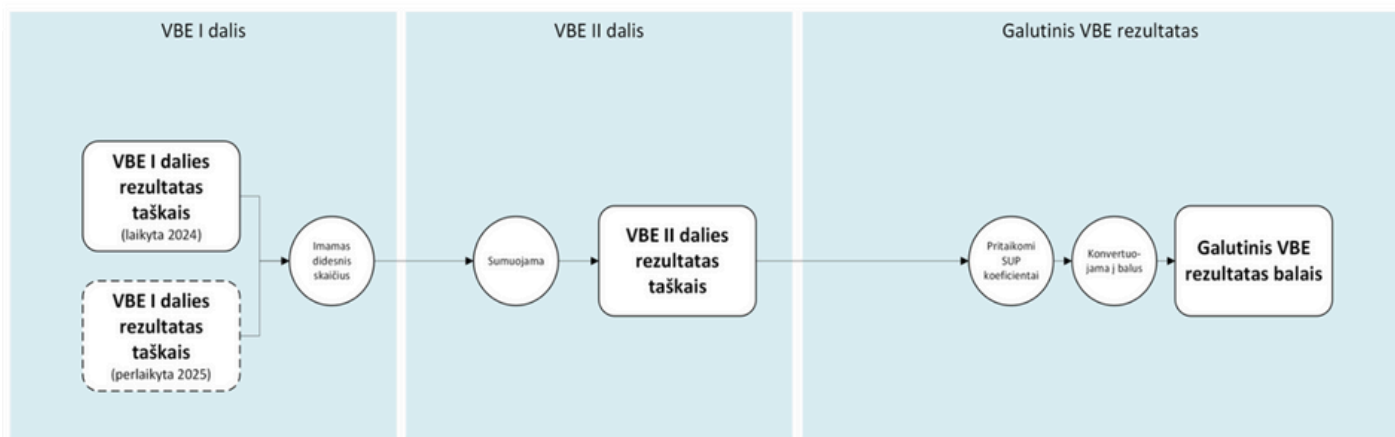 VBE I dalis
VBE I dalies
rezultatas
taškais
(laikyta 2024)
VBE I dalies
rezultatas
taškais
(perlaikyta 2025)
Imamas
didesnis
skaičius
VBE II dalis
Sumuojama
VBE II dalies
rezultatas
taškais
Galutinis VBE rezultatas
Pritaikomi
SUP
koeficientai
Konvertuo-
jama į balus
Galutinis VBE
rezultatas balais